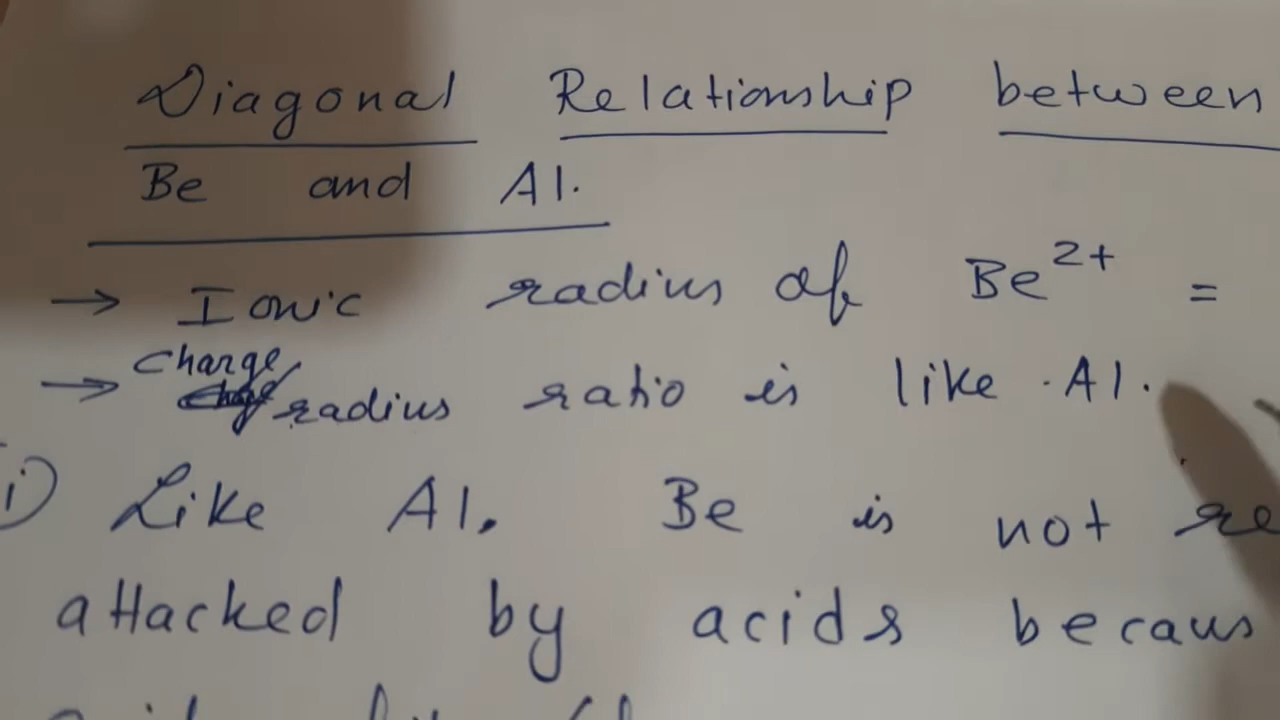 Diagonal Relationship between
Be and Al.
→ Ionic radius of Be²⁺ =
→ charge/radius ratio is like Al.
i) Like Al. Be is not
attacked by acids